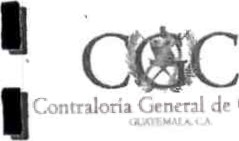 CGC
Contraloría General de
GUATEMALA, C.A.